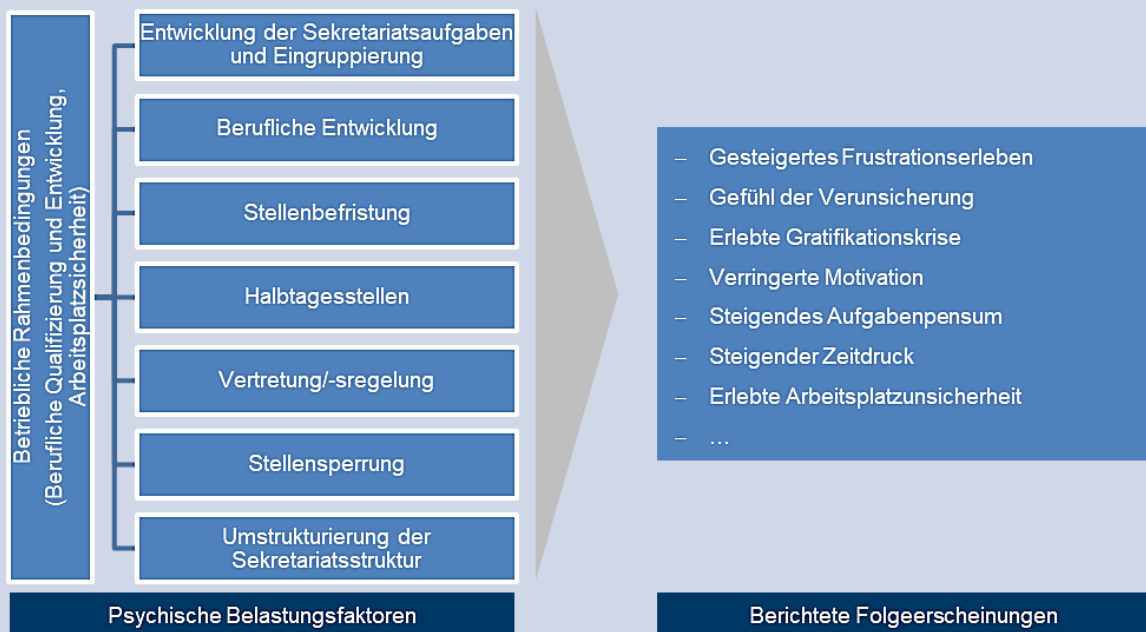 Betriebliche Rahmenbedingungen
(Berufliche Qualifizierung und Entwicklung,
Arbeitsplatzsicherheit)
Entwicklung der Sekretariatsaufgaben
und Eingruppierung
Berufliche Entwicklung
Stellenbefristung
Halbtagesstellen
Vertretung/-sregelung
Stellensperrung
Umstrukturierung der
Sekretariatsstruktur
Psychische Belastungsfaktoren
– Gesteigertes Frustrationserleben
– Gefühl der Verunsicherung
– Erlebte Gratifikationskrise
– Verringerte Motivation
– Steigendes Aufgabenpensum
– Steigender Zeitdruck
– Erlebte Arbeitsplatzunsicherheit
– …
Berichtete Folgeerscheinungen